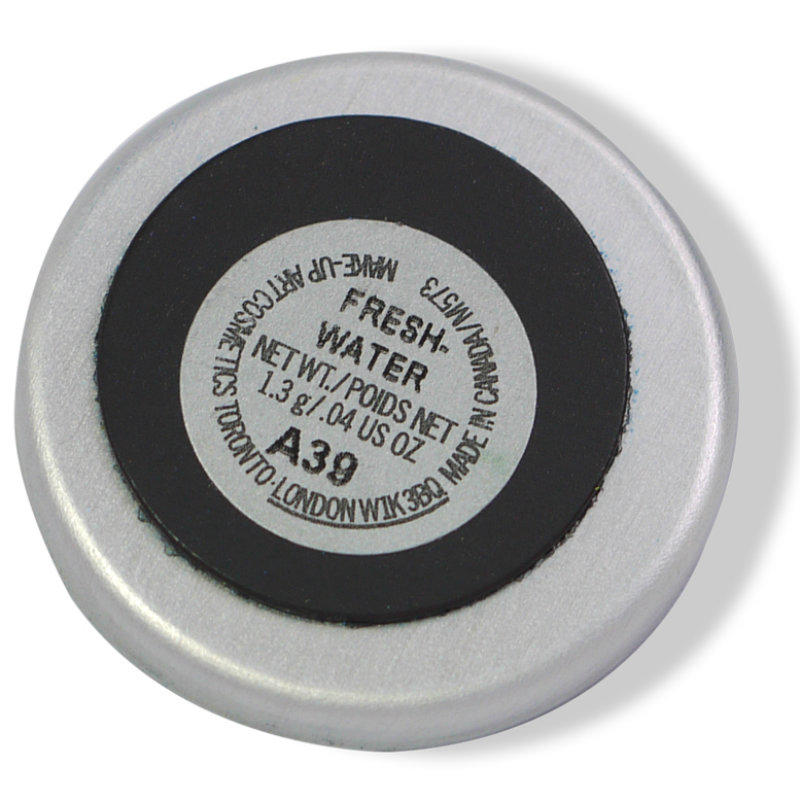 FRESH-
WATER
NET WT./POIDS NET
1.3 g/.04 US OZ
A39
MAKE-UP ART COSMETICS TORONTO·LONDON W1K 3BQ MADE IN CANADA/M573